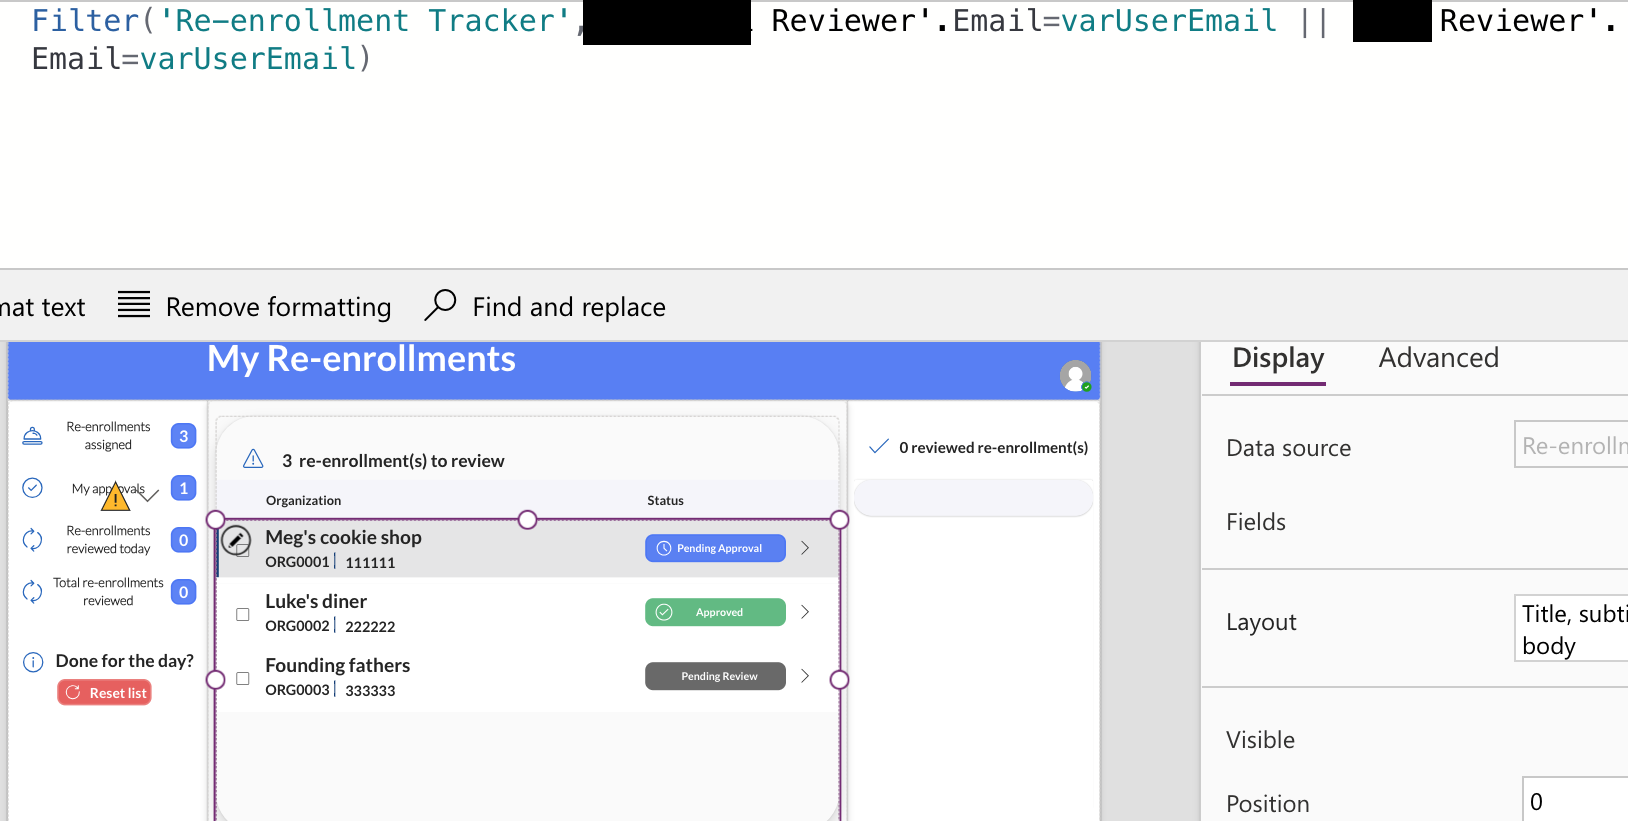 Filter('Re-enrollment Tracker', Reviewer'.Email=varUserEmail || Reviewer'.
Email=varUserEmail)
mat text
Remove formatting
Find and replace
My Re-enrollments
Display
Advanced
Re-enrollments
assigned
3
My approvals
1
Re-enrollments
reviewed today
0
Total re-enrollments
reviewed
0
Done for the day?
Reset list
3 re-enrollment(s) to review
Organization
Status
Meg's cookie shop
ORG0001 | 111111
Pending Approval
Luke's diner
ORG0002 | 222222
Approved
Founding fathers
ORG0003 | 333333
Pending Review
0 reviewed re-enrollment(s)
Data source
Re-enrollm
Fields
Layout
Title, subti
body
Visible
Position
0